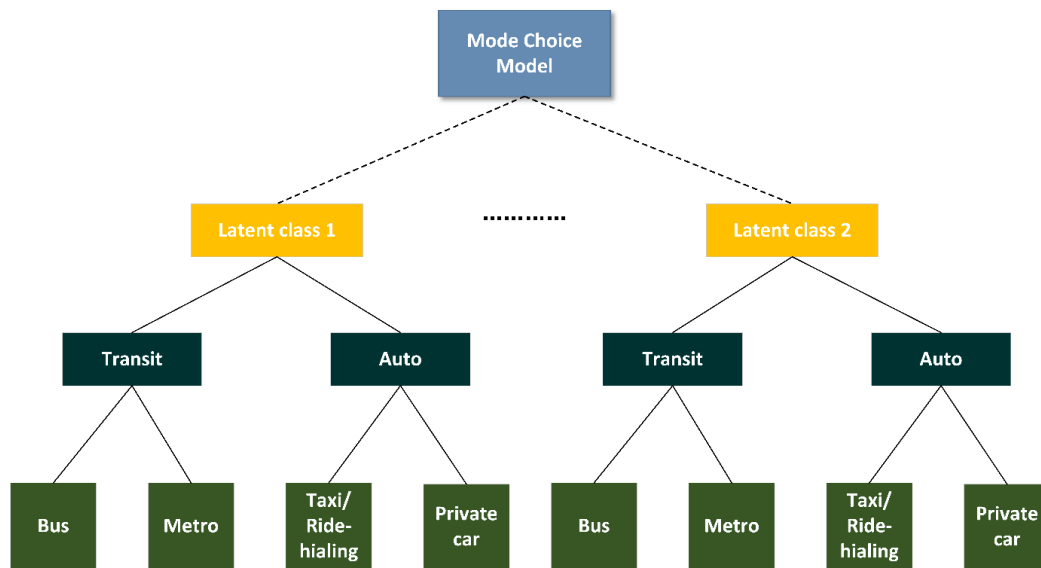 Mode Choice
Model
Latent class 1
…………
Latent class 2
Transit
Auto
Transit
Auto
Bus
Metro
Taxi/
Ride-
hialing
Private
car
Bus
Metro
Taxi/
Ride-
hialing
Private
car